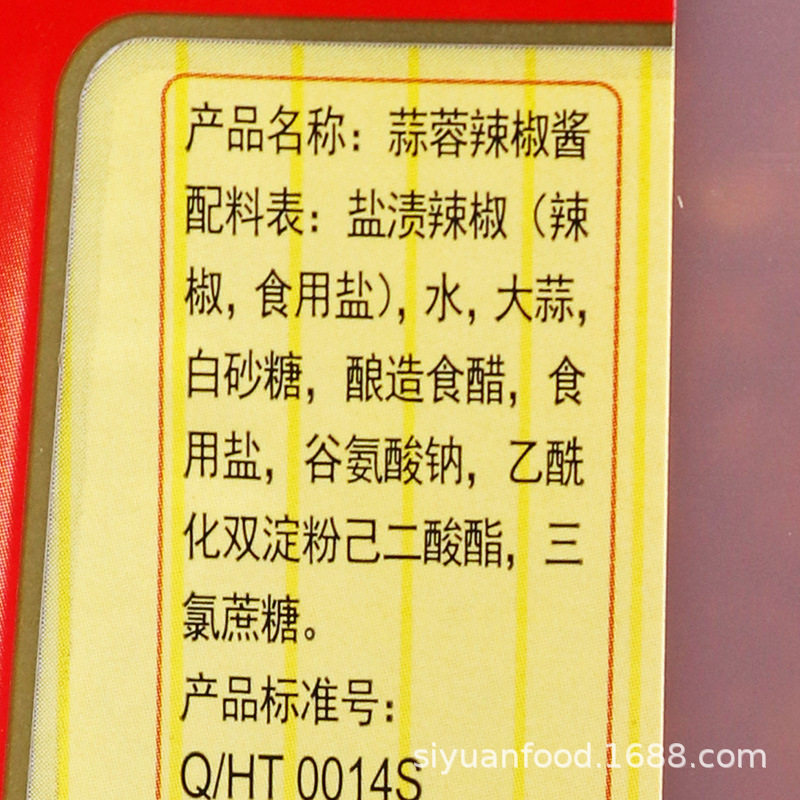 产品名称：蒜蓉辣椒酱
配料表：盐渍辣椒（辣
椒，食用盐），水，大蒜，
白砂糖，酿造食醋，食
用盐，谷氨酸钠，乙酰
化双淀粉己二酸酯，三
氯蔗糖。
产品标准号：
Q/HT 0014S
siyuanfood.1688.com